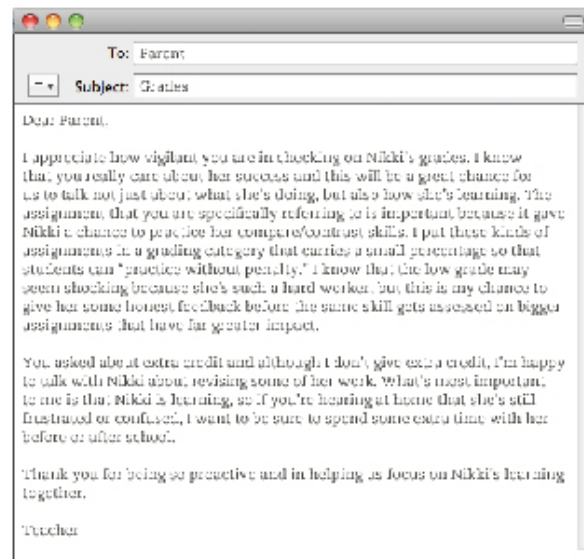 To: Parent
Subject: Grades
Dear Parent,
I appreciate how vigilant you are in checking on Nikki's grades. I know
that you really care about her success and this will be a great chance for
us to talk not just about what she's doing, but also how she's learning. The
assignment that you are specifically referring to is important because it gave
Nikki a chance to practice her compare/contrast skills. I put these kinds of
assignments in a grading category that carries a small percentage so that
students can "practice without penalty." I know that the low grade may
seem shocking because she's such a hard worker, but this is my chance to
give her some honest feedback before the same skill gets assessed on bigger
assignments that have far greater impact.
You asked about extra credit and although I don't give extra credit, I'm happy
to talk with Nikki about revising some of her work. What's most important
to me is that Nikki is learning, so if you're hearing at home that she's still
frustrated or confused, I want to be sure to spend some extra time with her
before or after school.
Thank you for being so proactive and in helping us focus on Nikki's learning
together.
Teacher